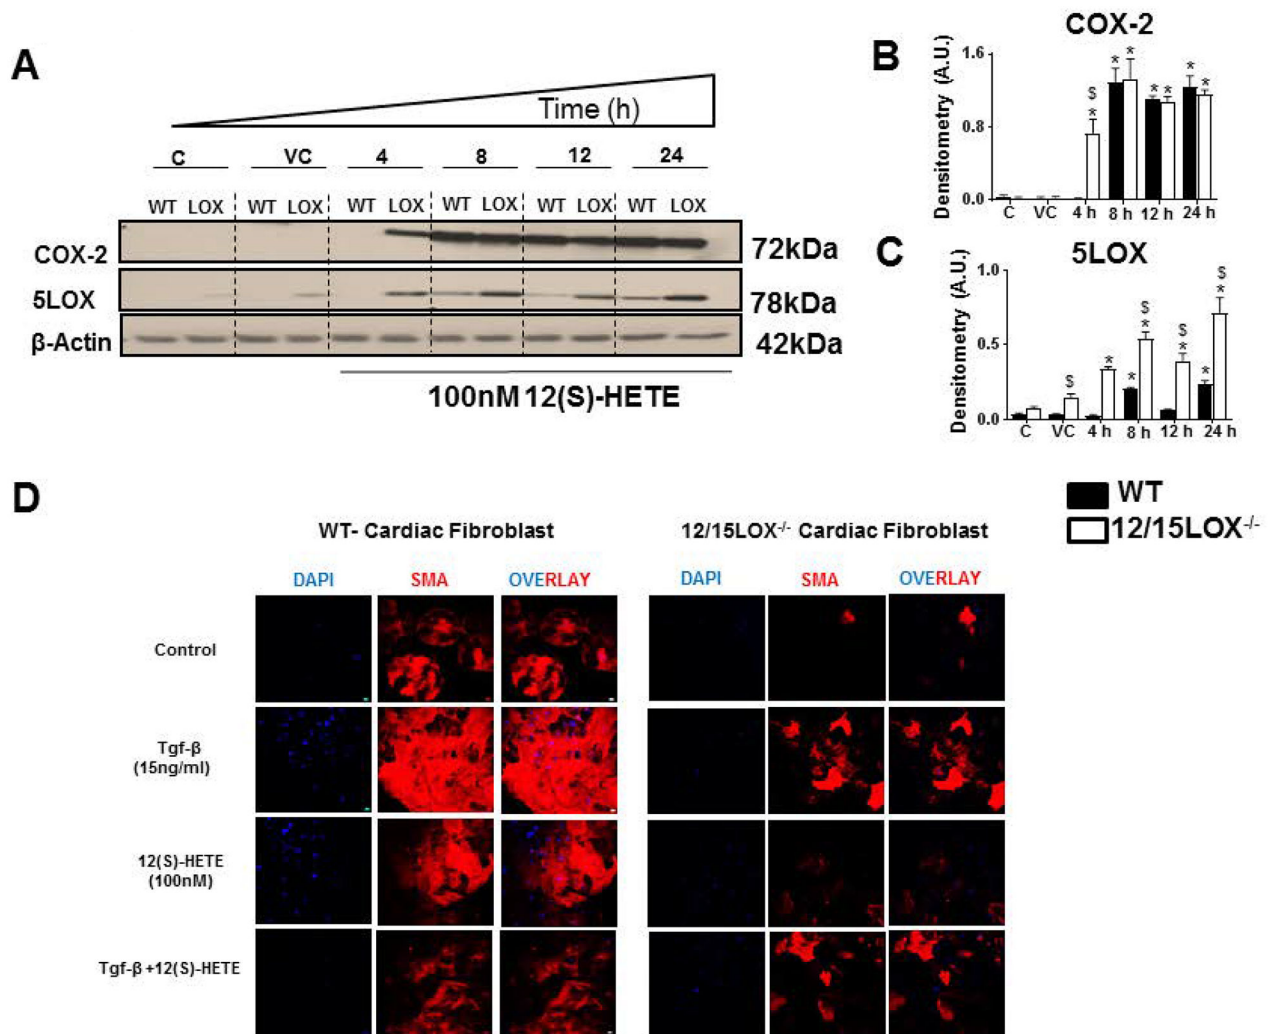 A
Time (h)
C VC 4 8 12 24
WT LOX WT LOX WT LOX WT LOX WT LOX WT LOX
COX-2 72kDa
5LOX 78kDa
β-Actin 42kDa
100nM12(S)-HETE
B
COX-2
Densitometry (A.U.)
1.6
0.8
0.0
$
* * * * * * *
C VC 4 h 8 h 12 h 24 h
C
5LOX
Densitometry (A.U.)
1.0
0.5
0.0
$ $ $ $
* * * * * *
C VC 4 h 8 h 12 h 24 h
WT
12/15LOX-/-
D
WT- Cardiac Fibroblast 12/15LOX-/- Cardiac Fibroblast
DAPI SMA OVERLAY DAPI SMA OVERLAY
Control
Tgf-β
(15ng/ml)
12(S)-HETE
(100nM)
Tgf-β+12(S)-HETE